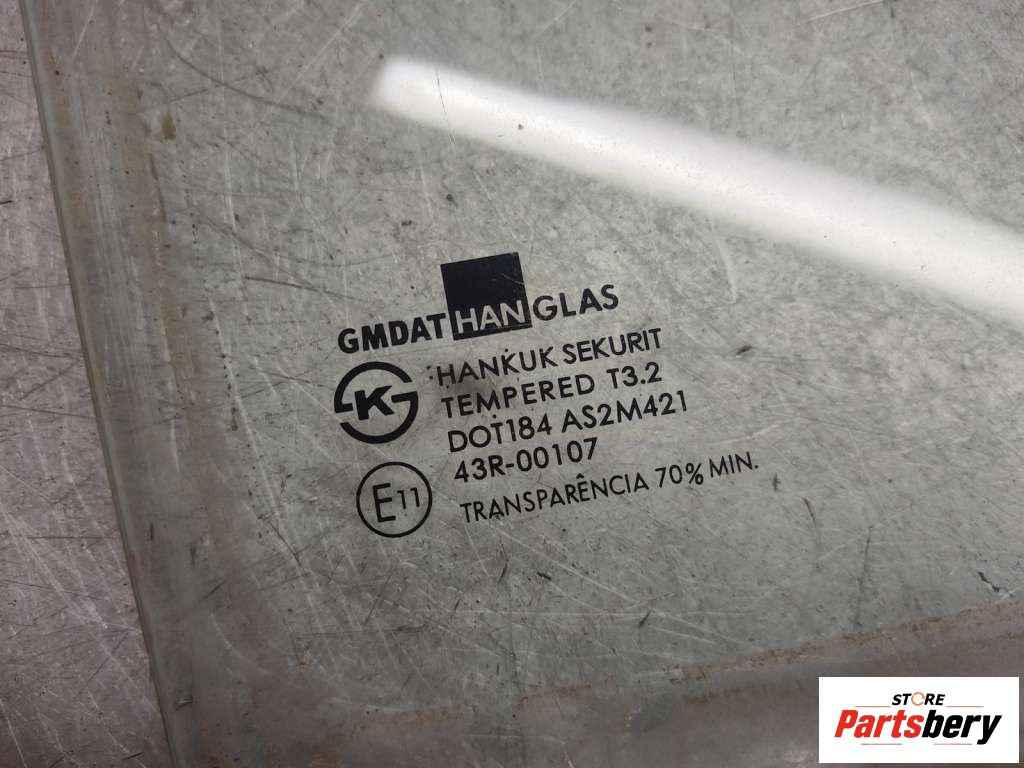 GMDAT HAN GLAS
HANKUK SEKURIT
TEMPERED T3.2
DOT184 AS2M421
43R-00107
TRANSPARÊNCIA 70% MIN.
K
E11
STORE
Partsbery